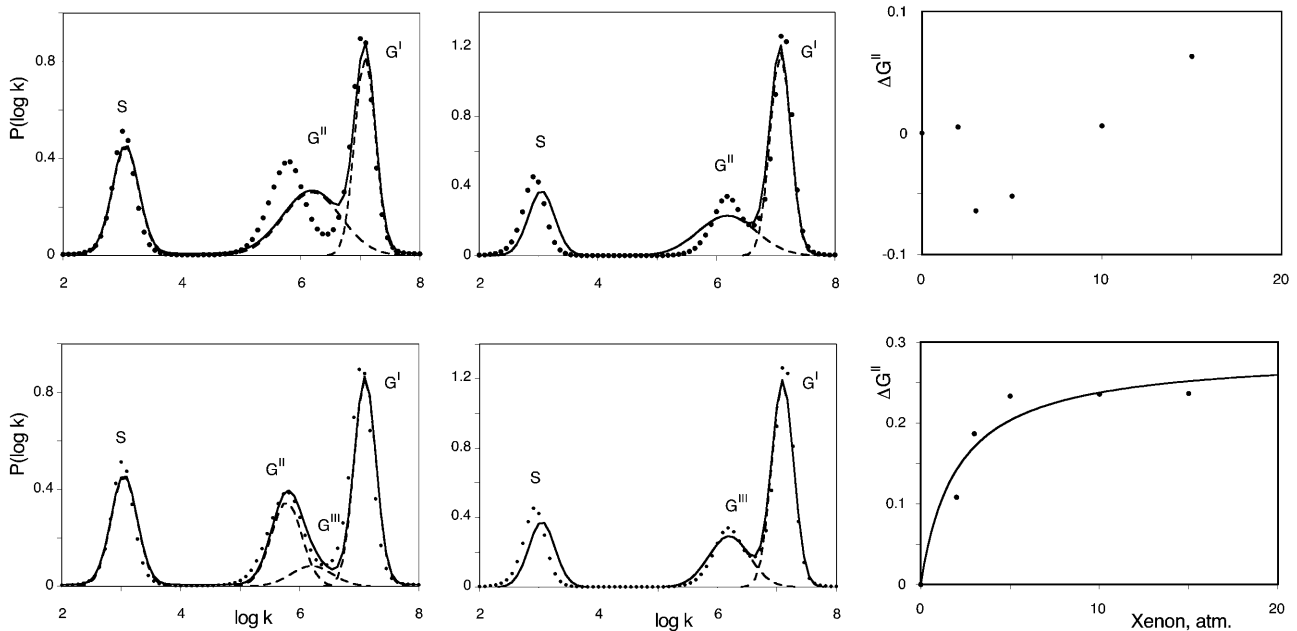 P(log k)
0.8
0.4
0
S
G^II
G^I
2 4 6 8
1.2
0.8
0.4
0
S
G^II
G^I
2 4 6 8
ΔG^II
0.1
0
-0.1
0 10 20
P(log k)
0.8
0.4
0
S
G^II
G^III
G^I
2 4 6 8
log k
1.2
0.8
0.4
0
S
G^III
G^I
2 4 6 8
log k
ΔG^III
0.3
0.2
0.1
0
0 10 20
Xenon, atm.